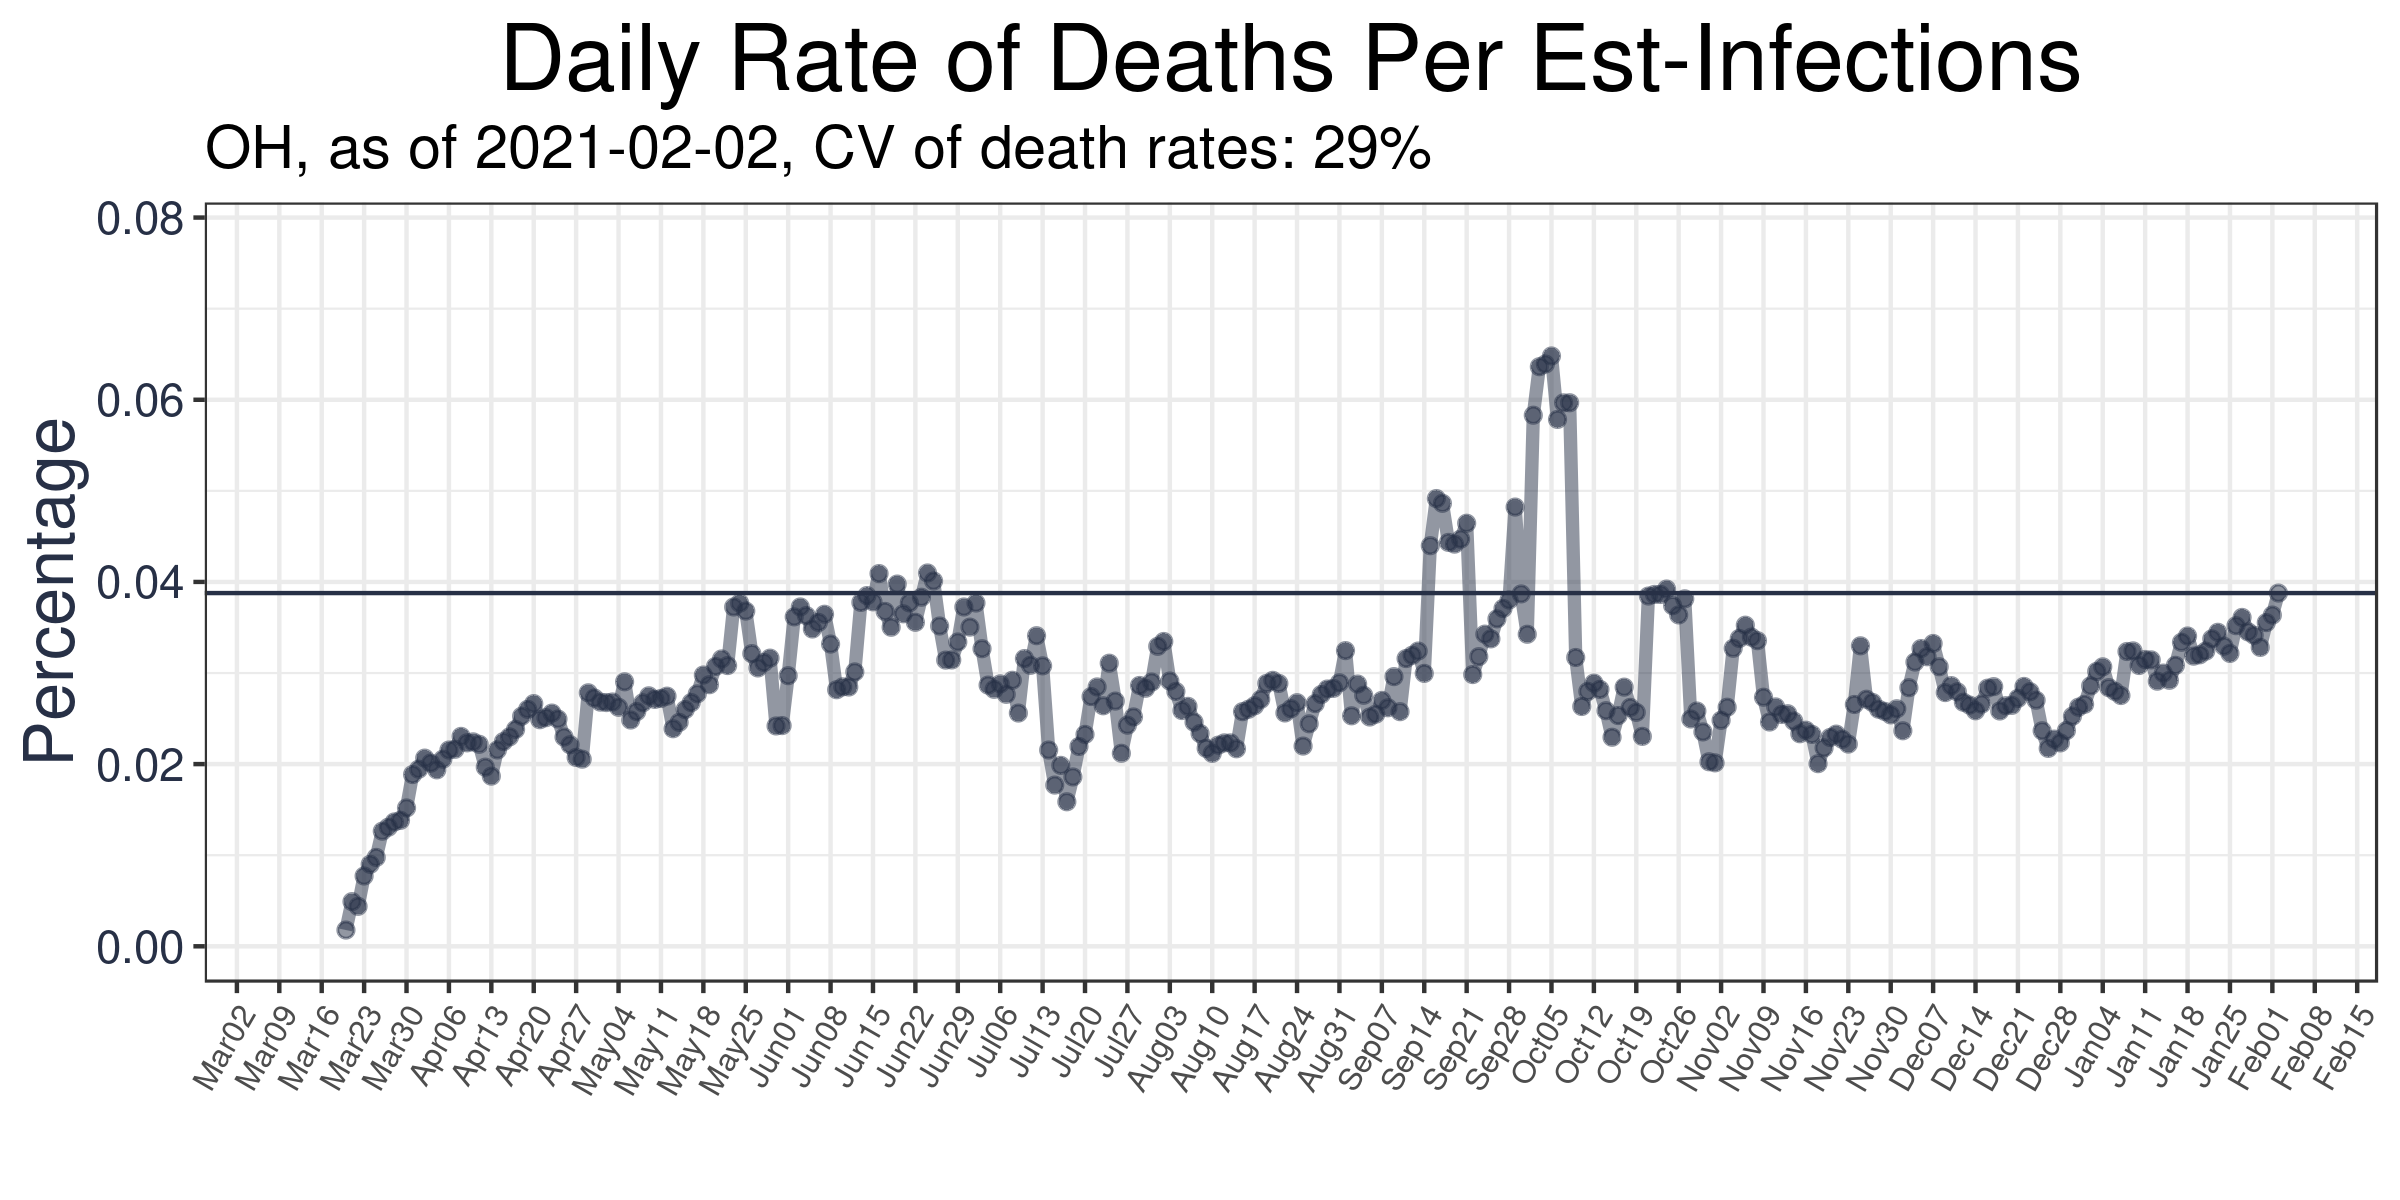 Daily Rate of Deaths Per Est-Infections
OH, as of 2021-02-02, CV of death rates: 29%
Percentage
0.08
0.06
0.04
0.02
0.00
Mar02
Mar09
Mar16
Mar23
Mar30
Apr06
Apr13
Apr20
Apr27
May04
May11
May18
May25
Jun01
Jun08
Jun15
Jun22
Jun29
Jul06
Jul13
Jul20
Jul27
Aug03
Aug10
Aug17
Aug24
Aug31
Sep07
Sep14
Sep21
Sep28
Oct05
Oct12
Oct19
Oct26
Nov02
Nov09
Nov16
Nov23
Nov30
Dec07
Dec14
Dec21
Dec28
Jan04
Jan11
Jan18
Jan25
Feb01
Feb08
Feb15